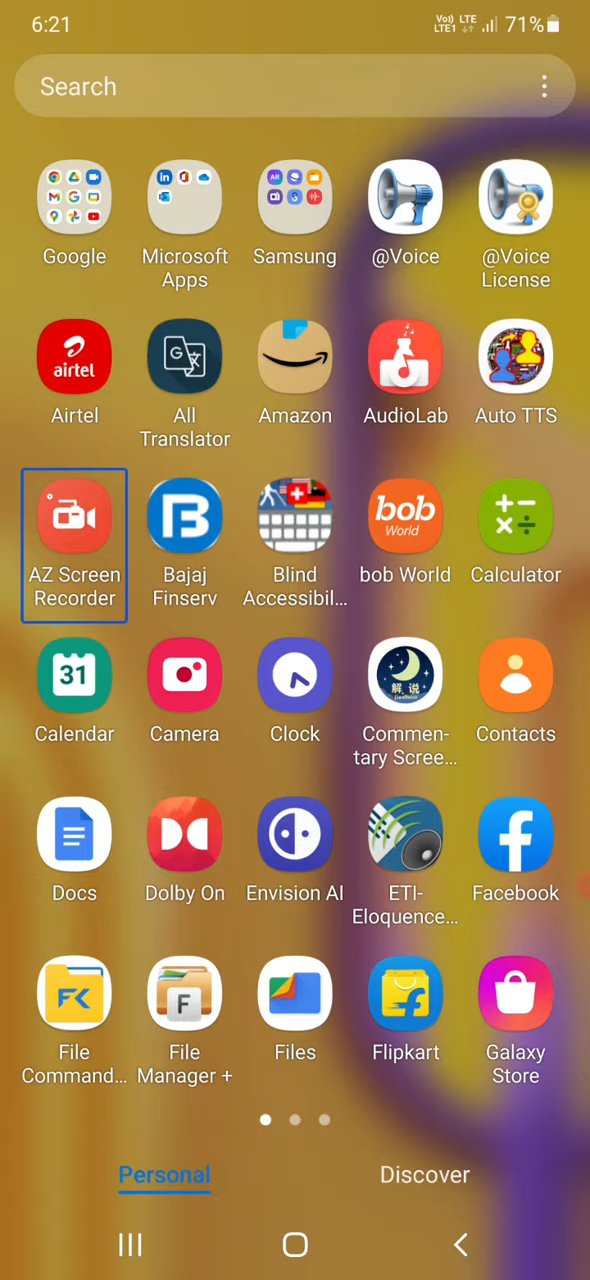 6:21
Vo)) LTE
LTE1
71%
Search
Google
Microsoft
Apps
Samsung
@Voice
@Voice
License
airtel
Airtel
G
All
Translator
Amazon
AudioLab
Auto TTS
AZ Screen
Recorder
B
Bajaj
Finserv
Blind
Accessibil...
bob
World
bob World
Calculator
31
Calendar
Camera
Clock
解 说
Commen-
tary Scree...
Contacts
Docs
Dolby On
Envision AI
ETI-
Eloquence...
f
Facebook
FK
File
Command...
F
File
Manager +
Files
f
Flipkart
Galaxy
Store
Personal
Discover